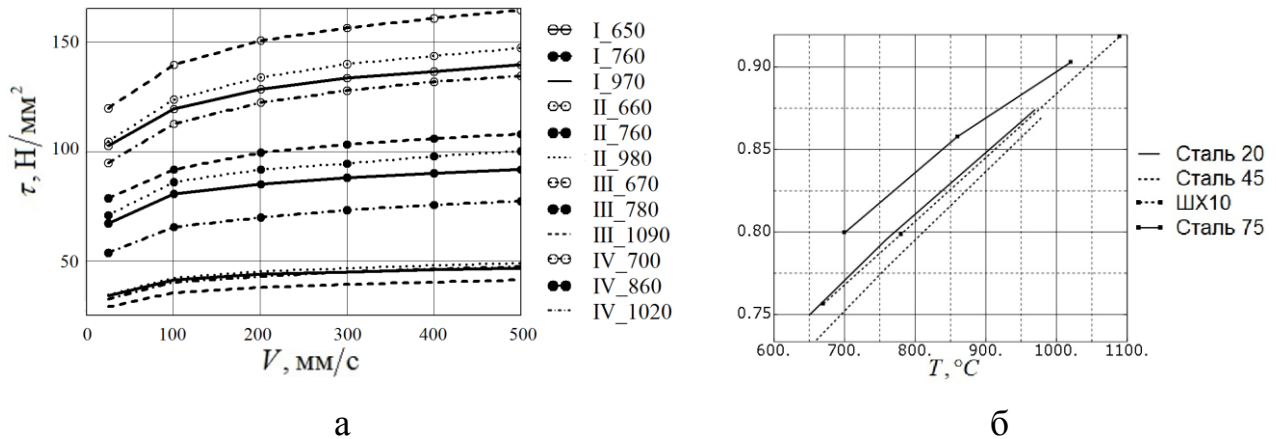 150
100
50
0
100
200
300
400
500
τ, Н/мм²
V, мм/с
I_650
I_760
I_970
II_660
II_760
II_980
III_670
III_780
III_1090
IV_700
IV_860
IV_1020
а
0.90
0.85
0.80
0.75
600.
700.
800.
900.
1000.
1100.
T, °C
Сталь 20
Сталь 45
ШХ10
Сталь 75
б